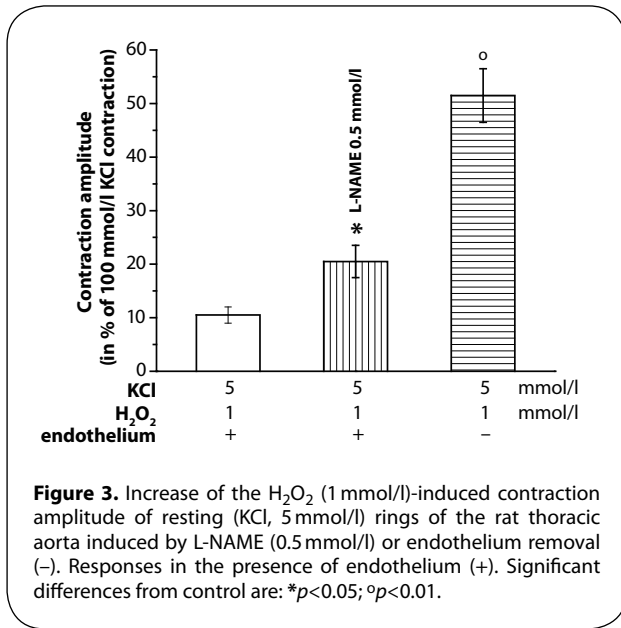 Contraction amplitude
(in % of 100 mmol/l KCl contraction)
60
50
40
30
20
10
0
* L-NAME 0.5 mmol/l
o
KCl 5 5 5 mmol/l
H₂O₂ 1 1 1 mmol/l
endothelium + + –
Figure 3. Increase of the H₂O₂ (1 mmol/l)-induced contraction
amplitude of resting (KCl, 5 mmol/l) rings of the rat thoracic
aorta induced by L-NAME (0.5 mmol/l) or endothelium removal
(–). Responses in the presence of endothelium (+). Significant
differences from control are: *p<0.05; ᵒp<0.01.